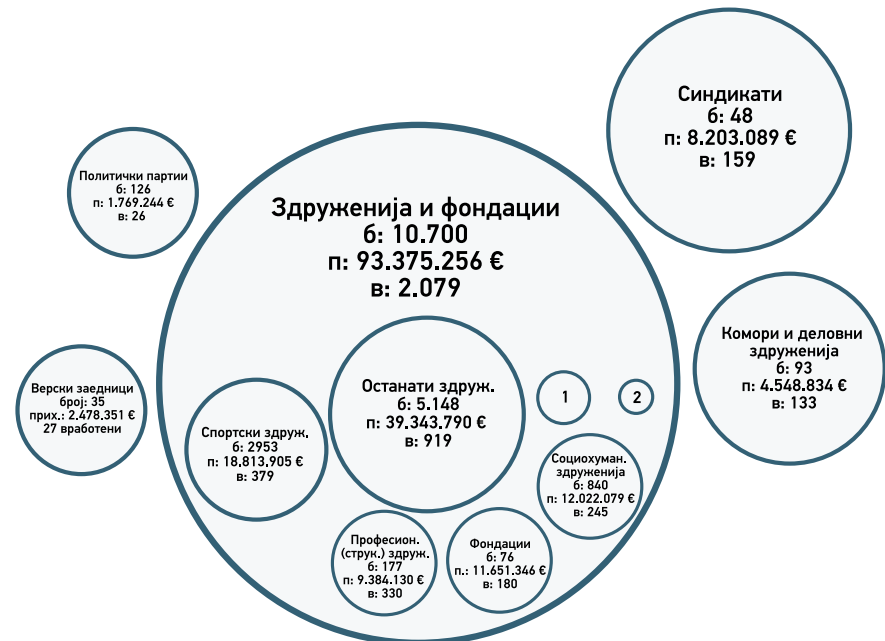 Синдикати
б: 48
п: 8.203.089 €
в: 159
Политички партии
б: 126
п: 1.769.244 €
в: 26
Здруженија и фондации
б: 10.700
п: 93.375.256 €
в: 2.079
Комори и деловни
здруженија
б: 93
п: 4.548.834 €
в: 133
Верски заедници
број: 35
прих.: 2.478.351 €
27 вработени
Останати здруж.
б: 5.148
п: 39.343.790 €
в: 919
1
2
Спортски здруж.
б: 2953
п: 18.813.905 €
в: 379
Социохуман.
здруженија
б: 840
п: 12.022.079 €
в: 245
Професион.
(струк.) здруж.
б: 177
п: 9.384.130 €
в: 330
Фондации
б: 76
п.: 11.651.346 €
в: 180